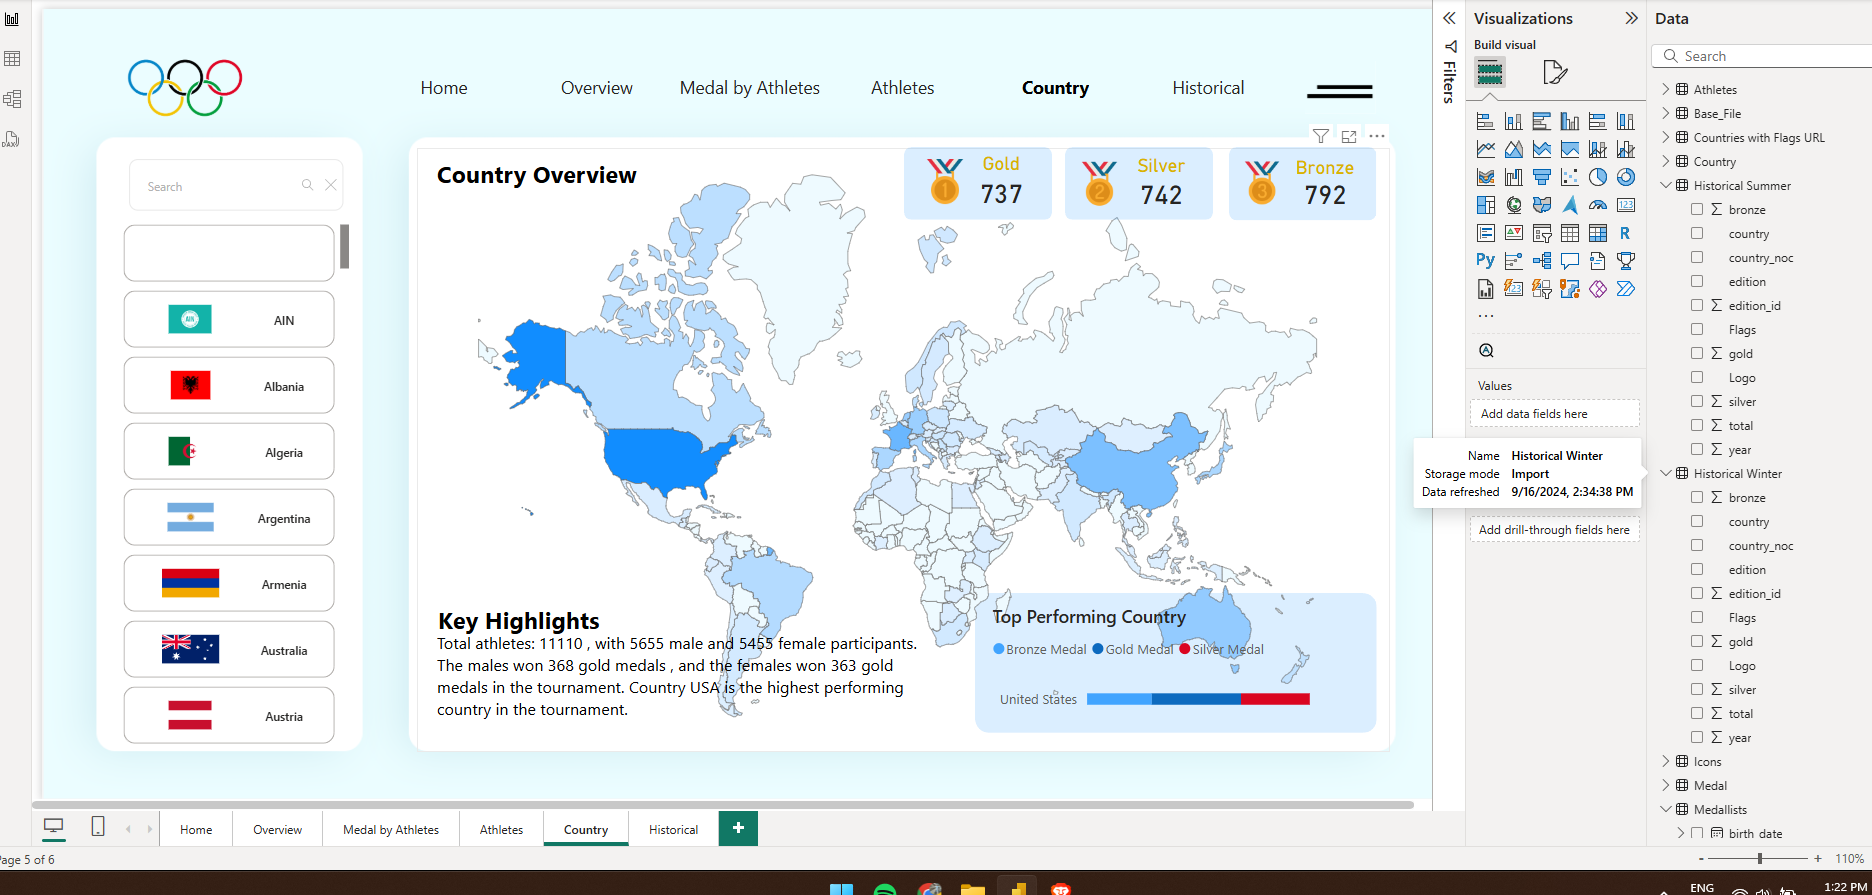 Home
Overview
Medal by Athletes
Athletes
Country
Historical
Search
AIN
AIN
Albania
Algeria
Argentina
Armenia
Australia
Austria
Country Overview
1
Gold
737
2
Silver
742
3
Bronze
792
Key Highlights
Total athletes: 11110 , with 5655 male and 5455 female participants.
The males won 368 gold medals , and the females won 363 gold
medals in the tournament. Country USA is the highest performing
country in the tournament.
Top Performing Country
Bronze Medal Gold Medal Silver Medal
United States
Filters
Visualizations
Build visual
123
R
Py
123
...
Values
Add data fields here
Name Historical Winter
Storage mode Import
Data refreshed 9/16/2024, 2:34:38 PM
Add drill-through fields here
Data
Search
Athletes
Base_File
Countries with Flags URL
Country
Historical Summer
bronze
country
country_noc
edition
edition_id
Flags
gold
Logo
silver
total
year
Historical Winter
bronze
country
country_noc
edition
edition_id
Flags
gold
Logo
silver
total
year
Icons
Medal
Medallists
birth_date
Home
Overview
Medal by Athletes
Athletes
Country
Historical
+
Page 5 of 6
- + 110%
ENG
1:22 PM